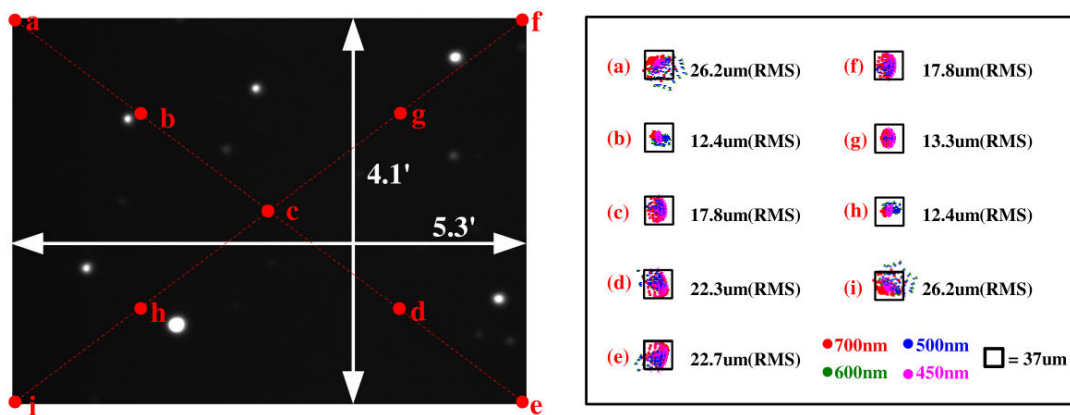 a
f
b
g
4.1'
c
5.3'
h
d
i
e
(a) 26.2um(RMS)
(f) 17.8um(RMS)
(b) 12.4um(RMS)
(g) 13.3um(RMS)
(c) 17.8um(RMS)
(h) 12.4um(RMS)
(d) 22.3um(RMS)
(i) 26.2um(RMS)
(e) 22.7um(RMS)
700nm 500nm
600nm 450nm
= 37um